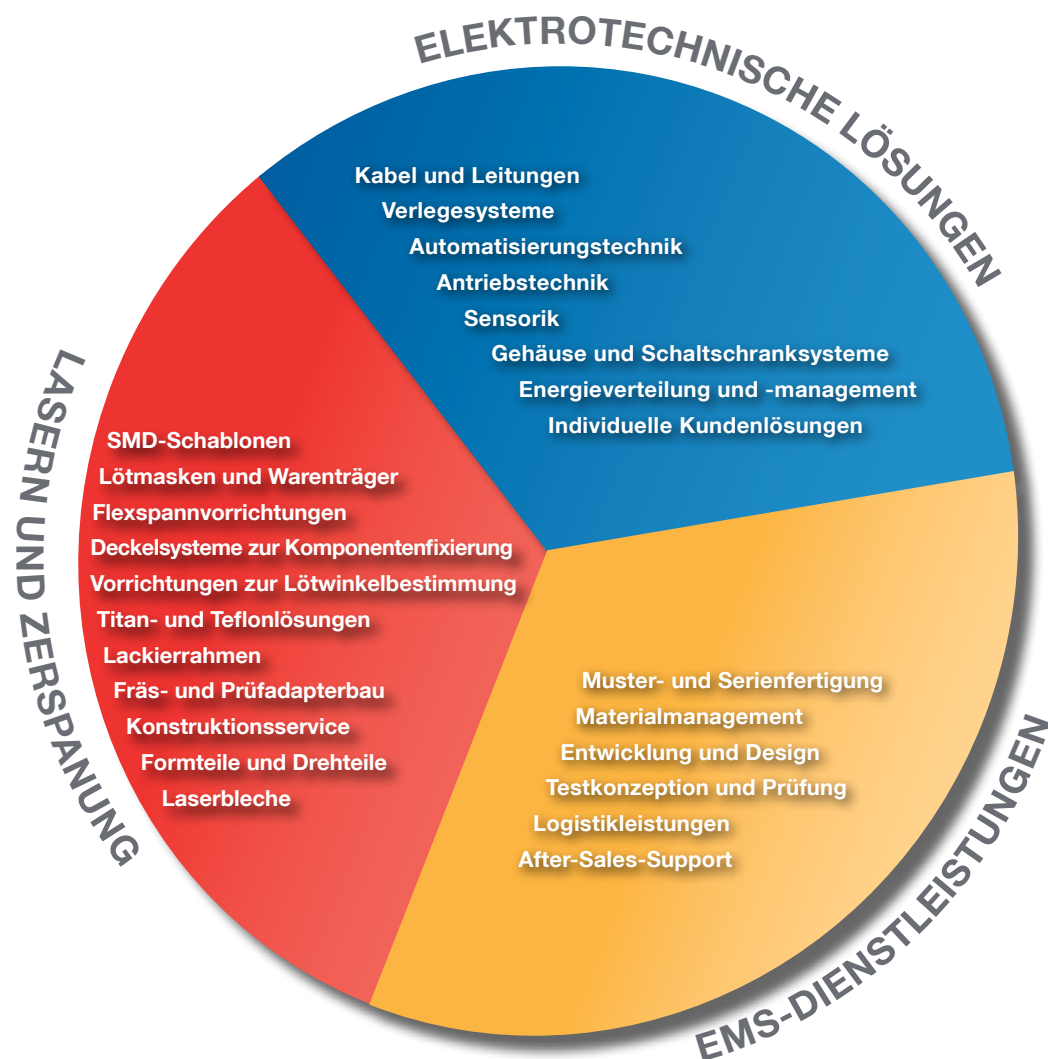 ELEKTROTECHNISCHE LÖSUNGEN
Kabel und Leitungen
Verlegesysteme
Automatisierungstechnik
Antriebstechnik
Sensorik
Gehäuse und Schaltschranksysteme
Energieverteilung und -management
Individuelle Kundenlösungen
LASERN UND ZERSPANUNG
SMD-Schablonen
Lötmasken und Warenträger
Flexspannvorrichtungen
Deckelsysteme zur Komponentenfixierung
Vorrichtungen zur Lötwinkelbestimmung
Titan- und Teflonlösungen
Lackierrahmen
Fräs- und Prüfadapterbau
Konstruktionsservice
Formteile und Drehteile
Laserbleche
Muster- und Serienfertigung
Materialmanagement
Entwicklung und Design
Testkonzeption und Prüfung
Logistikleistungen
After-Sales-Support
EMS-DIENSTLEISTUNGEN